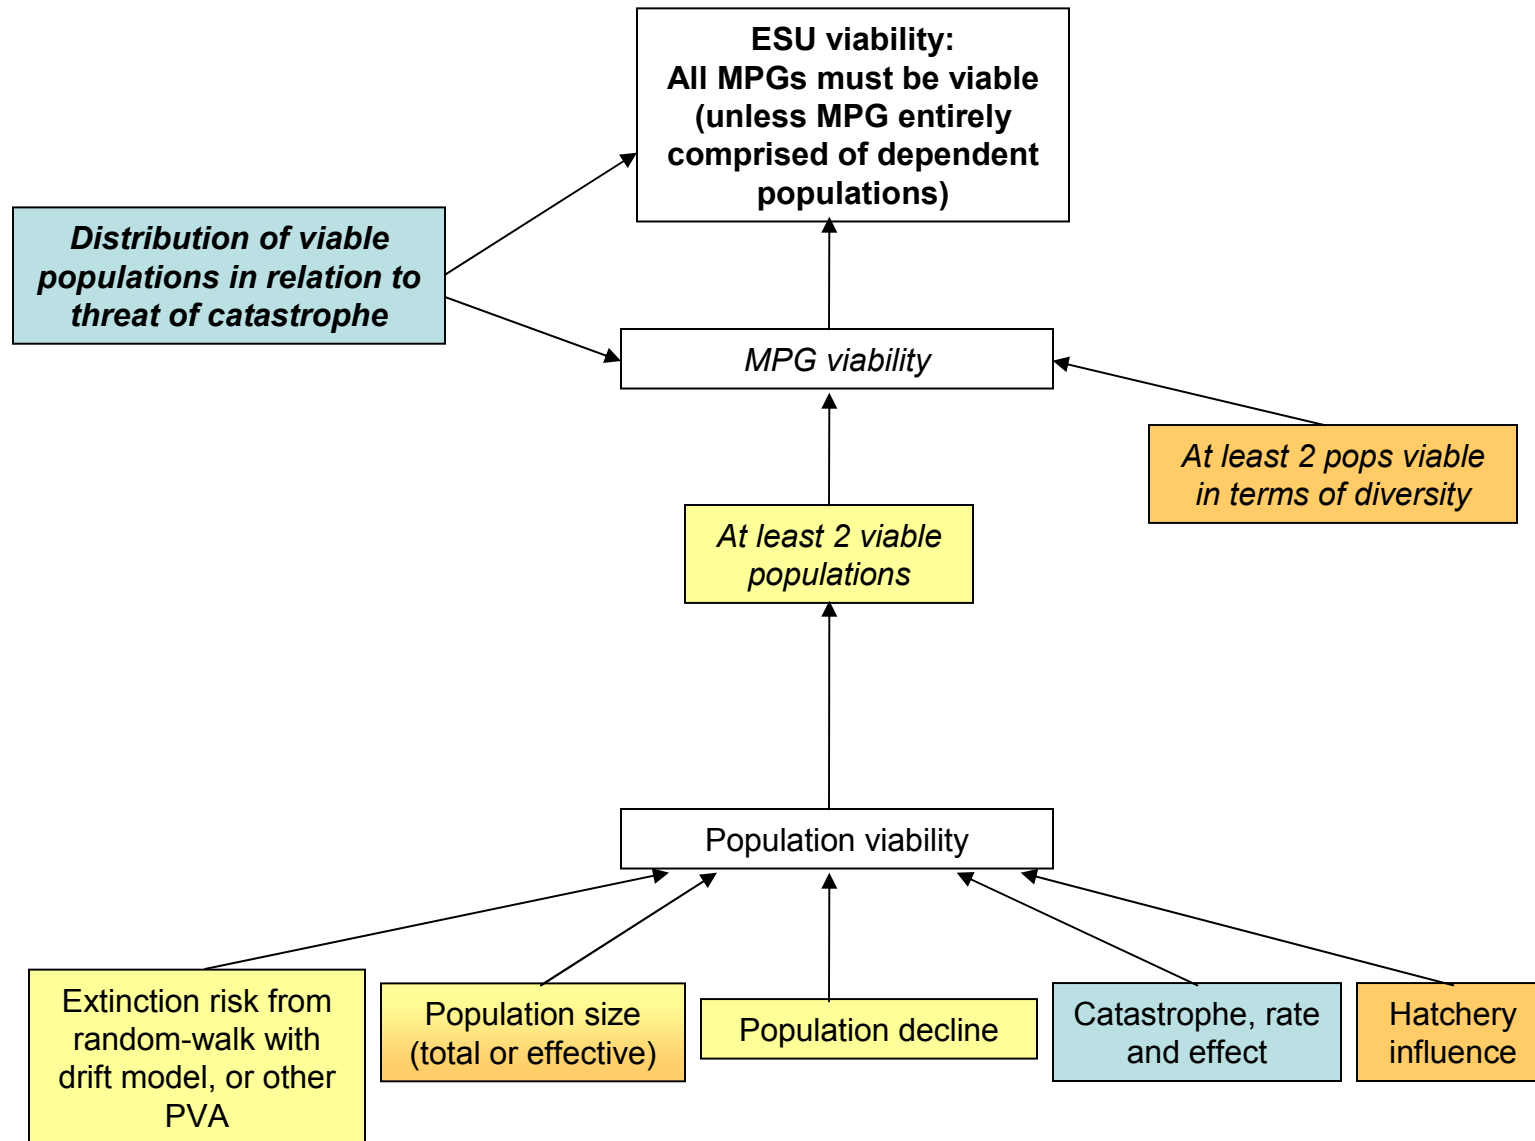 ESU viability:
All MPGs must be viable
(unless MPG entirely
comprised of dependent
populations)
Distribution of viable
populations in relation to
threat of catastrophe
MPG viability
At least 2 pops viable
in terms of diversity
At least 2 viable
populations
Population viability
Extinction risk from
random-walk with
drift model, or other
PVA
Population size
(total or effective)
Population decline
Catastrophe, rate
and effect
Hatchery
influence